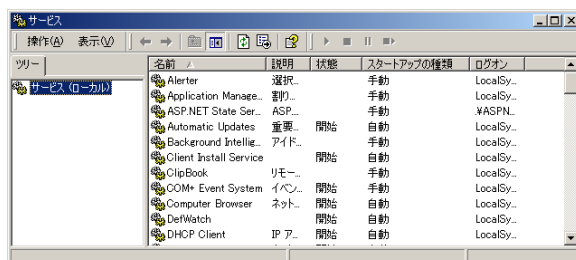 サービス
操作(A) 表示(V)
ツリー
サービス (ローカル)
名前 説明 状態 スタートアップの種類 ログオン
Alerter 選択... 手動 LocalSy...
Application Manage... 割り... 手動 LocalSy...
ASP.NET State Ser... ASP... 手動 .¥ASPN...
Automatic Updates 重要... 開始 自動 LocalSy...
Background Intellig... アイド... 手動 LocalSy...
Client Install Service 開始 自動 LocalSy...
ClipBook リモー... 手動 LocalSy...
COM+ Event System イベン... 開始 手動 LocalSy...
Computer Browser ネット... 開始 自動 LocalSy...
DefWatch 開始 自動 LocalSy...
DHCP Client IP ア... 開始 自動 LocalSy...